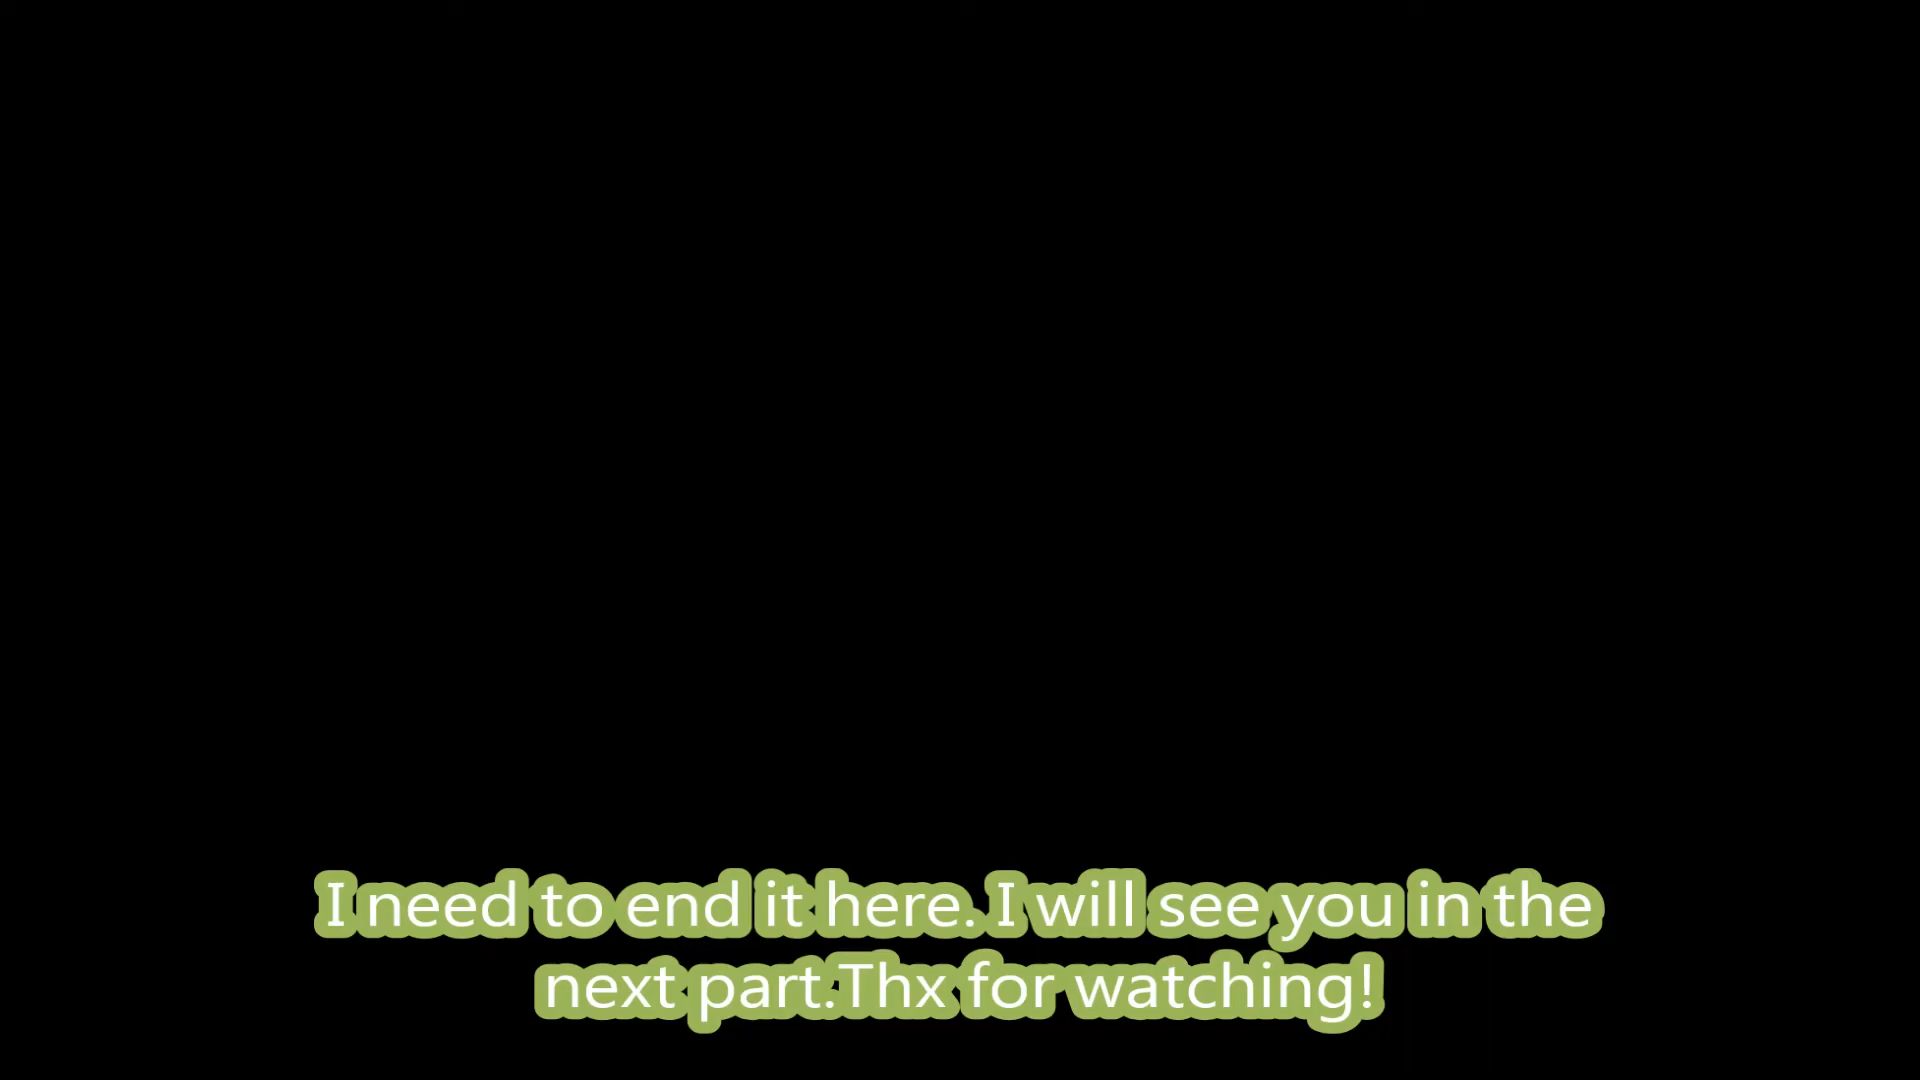 I need to end it here. I will see you in the
next part.Thx for watching!